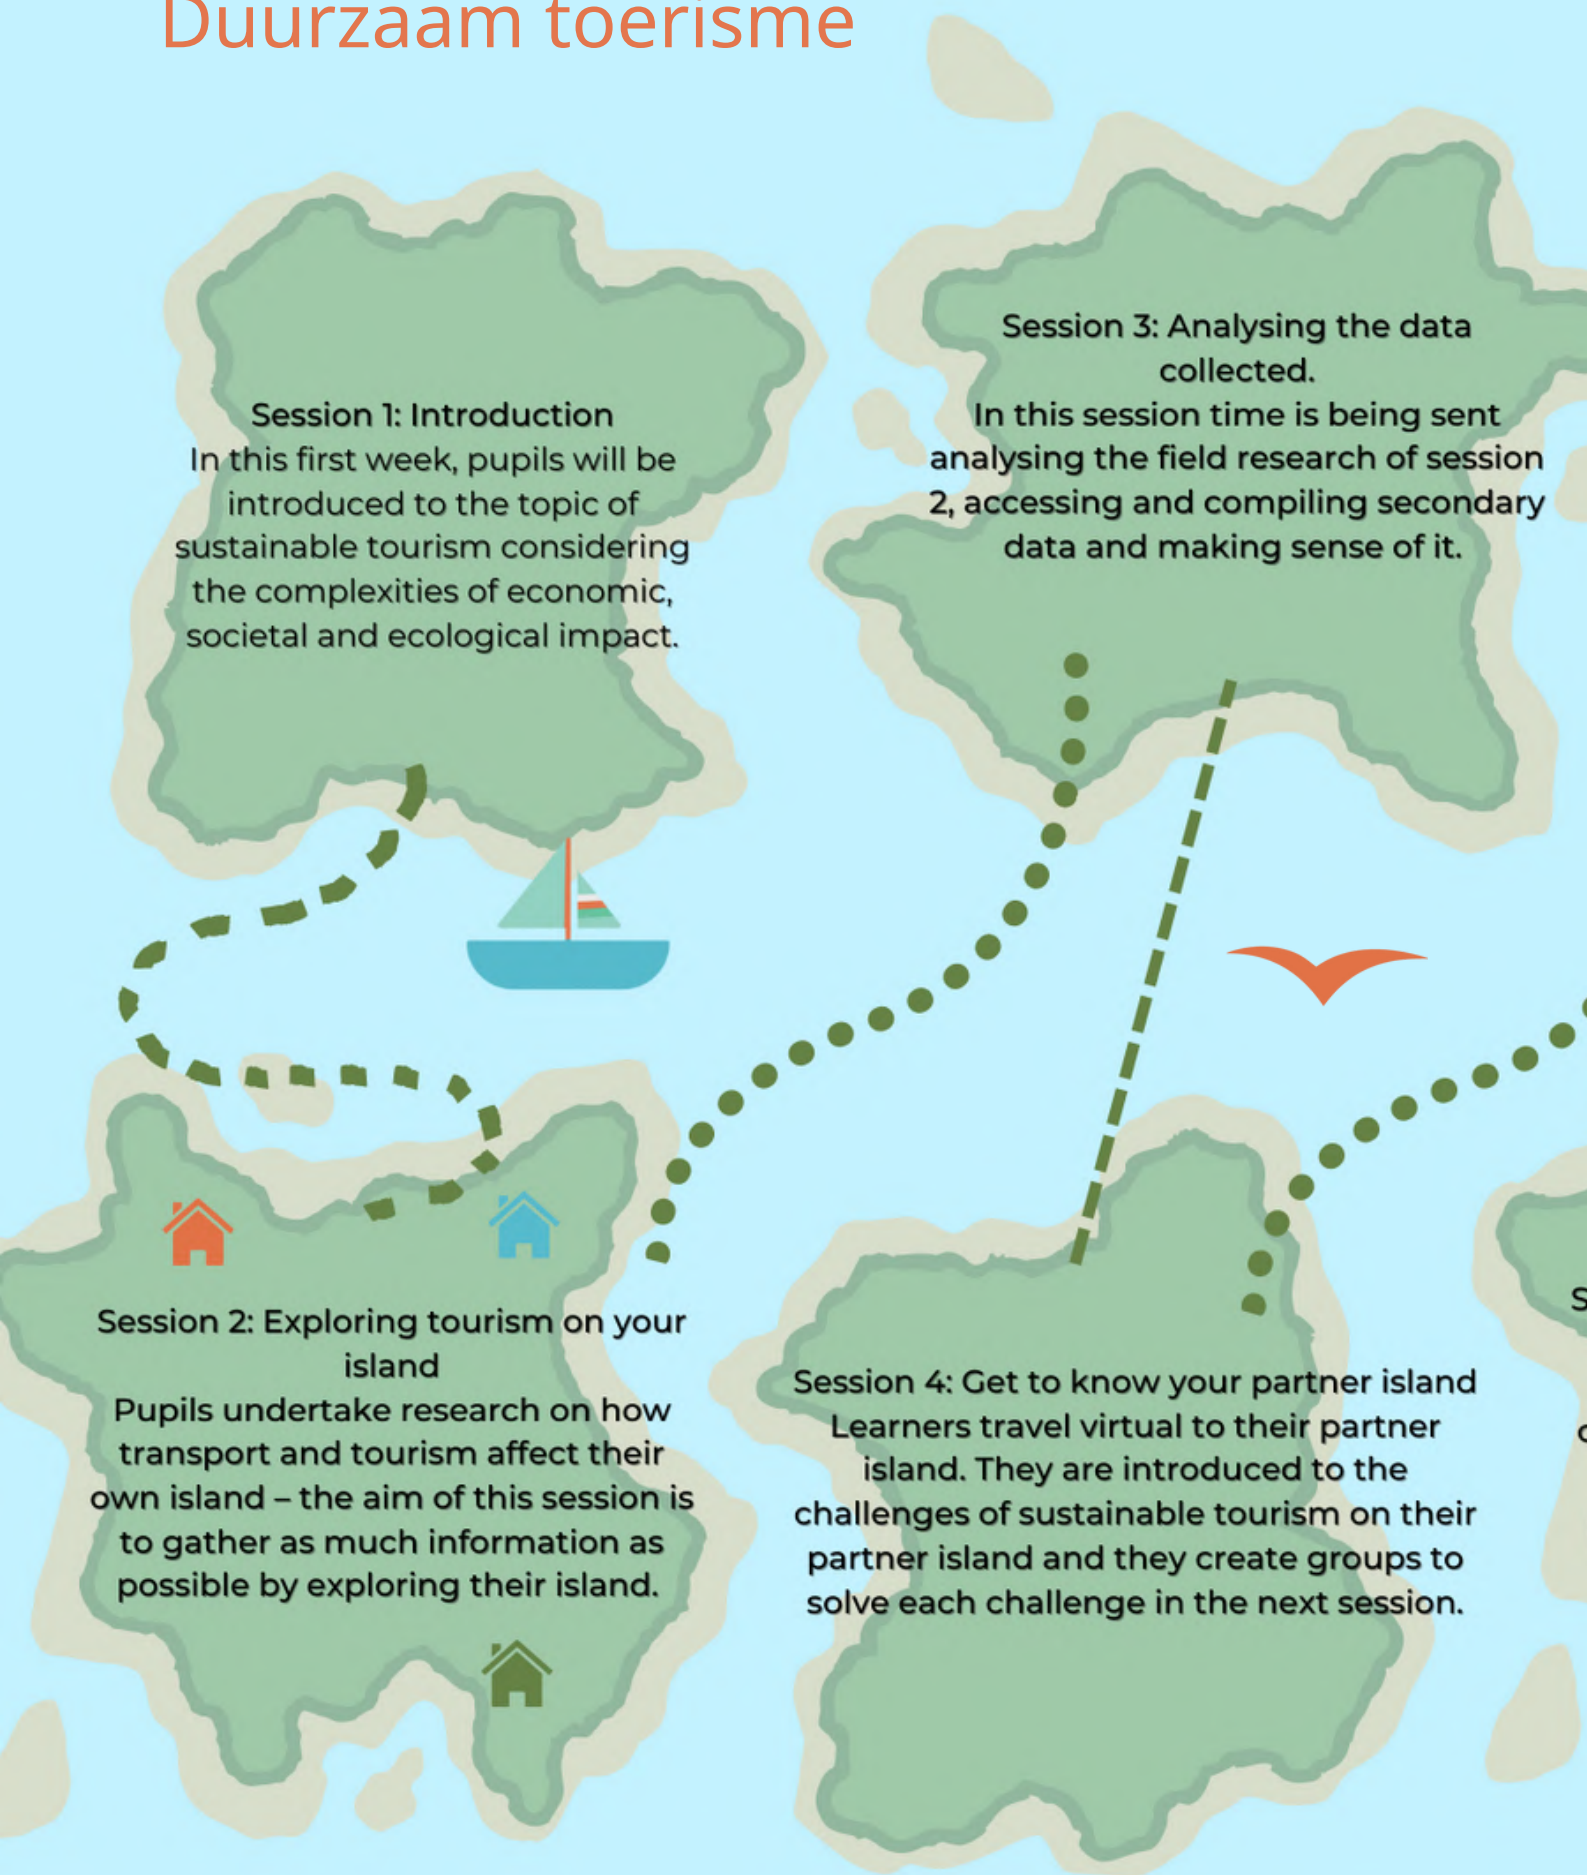 Duurzaam toerisme
Session 1: Introduction
In this first week, pupils will be
introduced to the topic of
sustainable tourism considering
the complexities of economic,
societal and ecological impact.
Session 2: Exploring tourism on your
island
Pupils undertake research on how
transport and tourism affect their
own island – the aim of this session is
to gather as much information as
possible by exploring their island.
Session 3: Analysing the data
collected.
In this session time is being sent
analysing the field research of session
2, accessing and compiling secondary
data and making sense of it.
Session 4: Get to know your partner island
Learners travel virtual to their partner
island. They are introduced to the
challenges of sustainable tourism on their
partner island and they create groups to
solve each challenge in the next session.